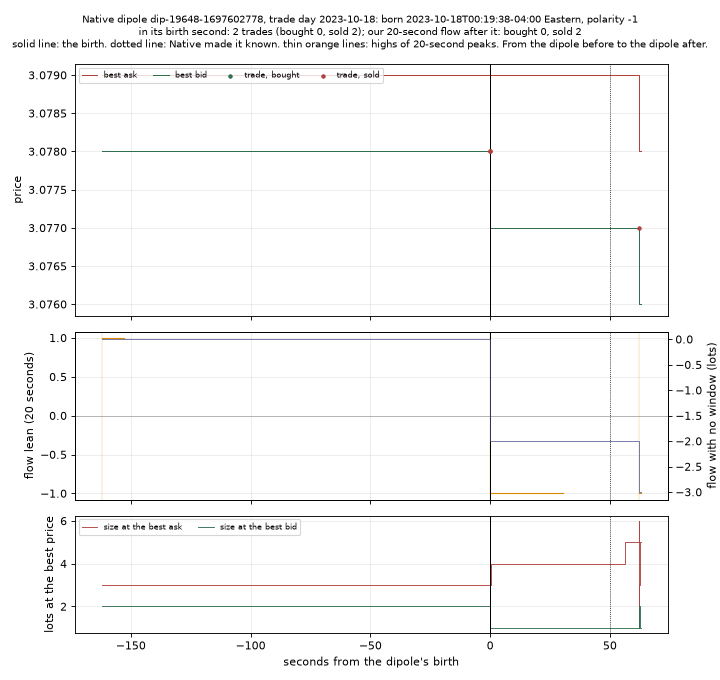 Native dipole dip-19648-1697602778, trade day 2023-10-18: born 2023-10-18T00:19:38-04:00 Eastern, polarity -1
in its birth second: 2 trades (bought 0, sold 2); our 20-second flow after it: bought 0, sold 2
solid line: the birth. dotted line: Native made it known. thin orange lines: highs of 20-second peaks. From the dipole before to the dipole after.
best ask best bid trade, bought trade, sold
3.0790
3.0785
3.0780
3.0775
3.0770
3.0765
3.0760
price
1.0
0.5
0.0
−0.5
−1.0
flow lean (20 seconds)
0.0
−0.5
−1.0
−1.5
−2.0
−2.5
−3.0
flow with no window (lots)
size at the best ask size at the best bid
6
4
2
lots at the best price
−150 −100 −50 0 50
seconds from the dipole's birth